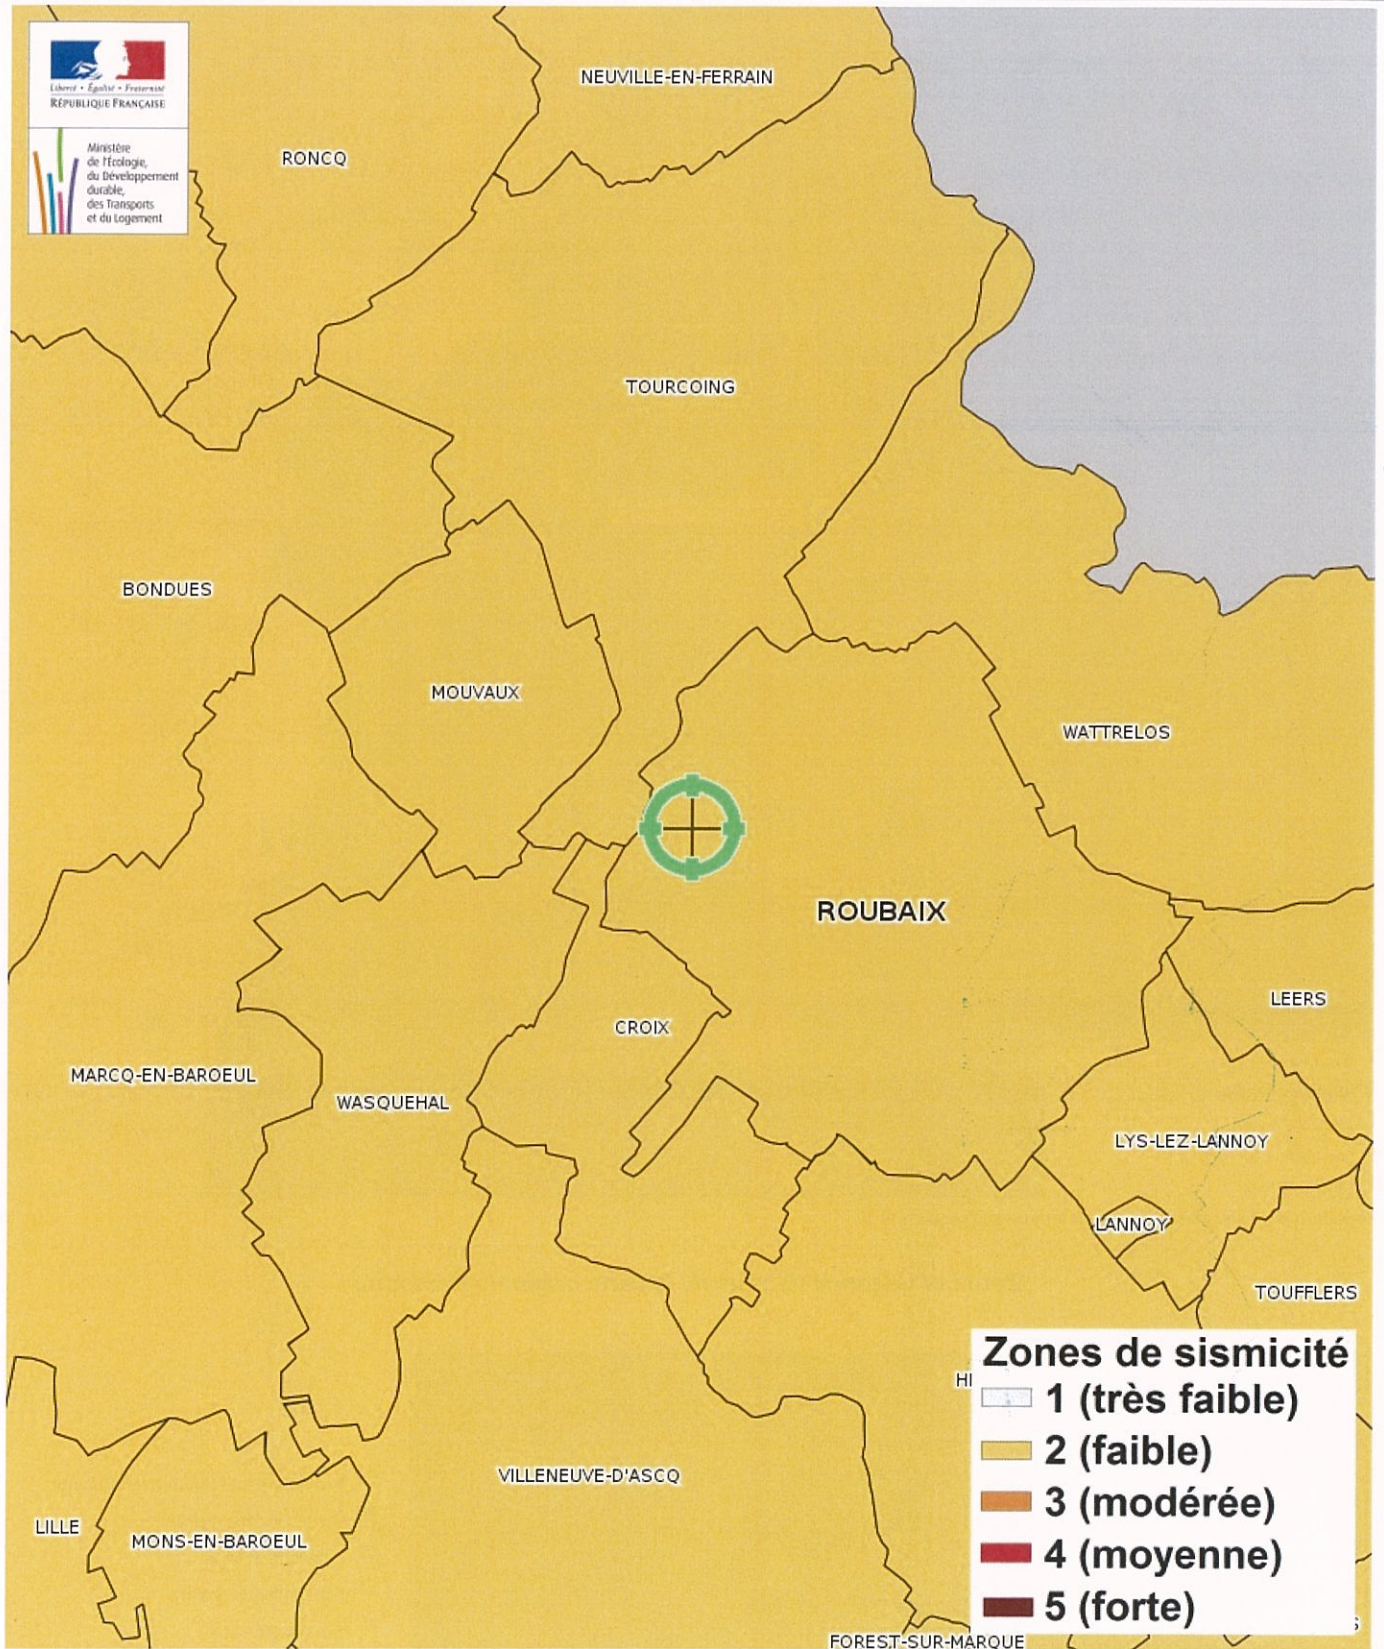 Liberté • Égalité • Fraternité
RÉPUBLIQUE FRANÇAISE
Ministère
de l'Écologie,
du Développement
durable,
des Transports
et du Logement
NEUVILLE-EN-FERRAIN
RONCQ
TOURCOING
BONDUES
MOUVAUX
WATTRELOS
ROUBAIX
LEERS
CROIX
MARCQ-EN-BAROEUL
WASQUEHAL
LYS-LEZ-LANNOY
LANNOY
TOUFFLERS
HE
Zones de sismicité
1 (très faible)
2 (faible)
3 (modérée)
4 (moyenne)
5 (forte)
VILLENEUVE-D'ASCQ
LILLE
MONS-EN-BAROEUL
FOREST-SUR-MARQUE
S